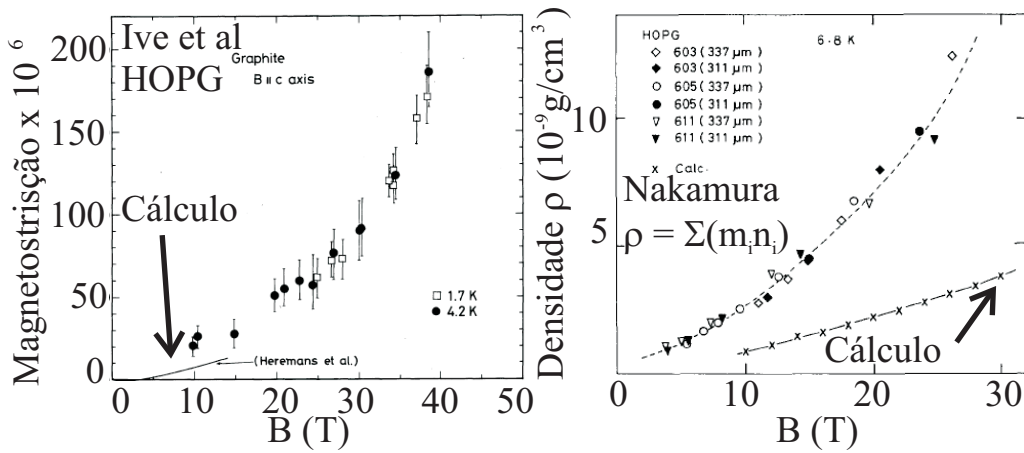 Ive et al
HOPG
Graphite
B II c axis
Magnetostrisção x 10 6
200
150
100
50
0
Cálculo
1.7 K
4.2 K
(Heremans et al.)
0 10 20 30 40 50
B (T)
HOPG
603 (337 μm)
603 (311 μm)
605 (337 μm)
605 (311 μm)
611 (337 μm)
611 (311 μm)
Calc.
6·8 K
Densidade ρ (10-9g/cm3)
10
5
Nakamura
ρ = Σ(mini)
Cálculo
0 10 20 30
B (T)